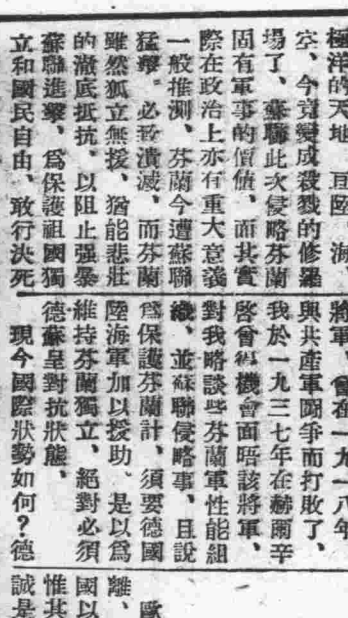 極洋的天地、亘陸、海、
空、今竟變成殺戮的修羅
場了、蘇聯此次侵略芬蘭
固有軍事的價值、而其實
際在政治上亦有重大意義
一般推測、芬蘭今遭蘇聯
猛擊、必致潰滅、而芬蘭
雖然孤立無援、猶能悲壯
的澈底抵抗、以阻止强暴
蘇聯進擊、爲保護祖國獨
立和國民自由、敢行決死
將軍、曾在一九一八年
與共產軍鬪爭而打敗了、
我於一九三七年在赫爾辛
啓曾得機會面晤該將軍、
對我略談些芬蘭軍性能組
織、並蘇聯侵略事、且說
爲保護芬蘭計、須要德國
陸海軍加以援助、是以爲
維持芬蘭獨立、絕對必須
德蘇呈對抗狀態、
現今國際狀勢如何？德
歐
離、
國以
惟其
誠是